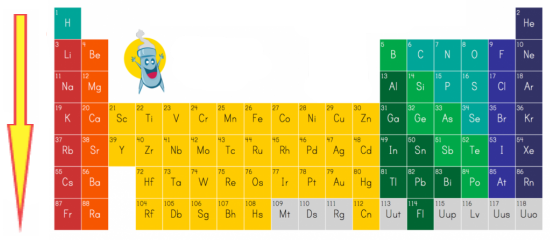 1 2
H He
3 4 5 6 7 8 9 10
Li Be B C N O F Ne
11 12 13 14 15 16 17 18
Na Mg Al Si P S Cl Ar
19 20 21 22 23 24 25 26 27 28 29 30 31 32 33 34 35 36
K Ca Sc Ti V Cr Mn Fe Co Ni Cu Zn Ga Ge As Se Br Kr
37 38 39 40 41 42 43 44 45 46 47 48 49 50 51 52 53 54
Rb Sr Y Zr Nb Mo Tc Ru Rh Pd Ag Cd In Sn Sb Te I Xe
55 56 72 73 74 75 76 77 78 79 80 81 82 83 84 85 86
Cs Ba Hf Ta W Re Os Ir Pt Au Hg Tl Pb Bi Po At Rn
87 88 104 105 106 107 108 109 110 111 112 113 114 115 116 117 118
Fr Ra Rf Db Sg Bh Hs Mt Ds Rg Cn Uut Fl Uup Lv Uus Uuo